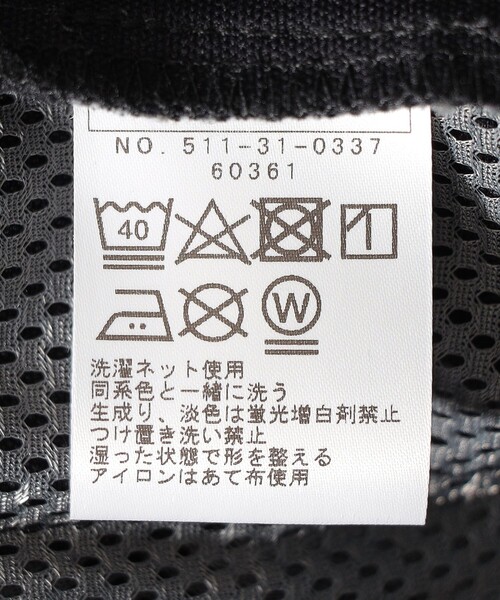 NO. 511-31-0337
60361
40
W
洗濯ネット使用
同系色と一緒に洗う
生成り、淡色は蛍光増白剤禁止
つけ置き洗い禁止
湿った状態で形を整える
アイロンはあて布使用